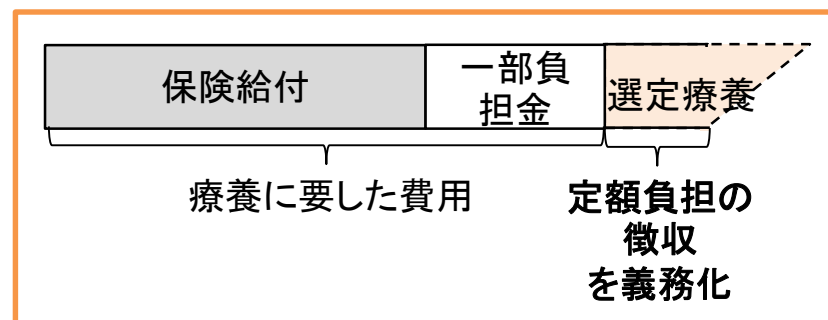 保険給付
一部負
担金
選定療養
療養に要した費用
定額負担の
徴収
を義務化